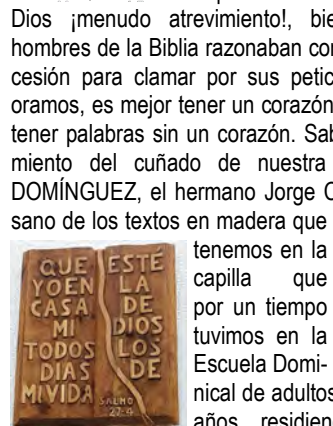 Dios ¡menudo atrevimiento!, bie
hombres de la Biblia razonaban con
cesión para clamar por sus petic
oramos, es mejor tener un corazón
tener palabras sin un corazón. Sab
miento del cuñado de nuestra
DOMÍNGUEZ, el hermano Jorge C
sano de los textos en madera que
tenemos en la
capilla que
por un tiempo
tuvimos en la
Escuela Domi-
nical de adultos
años, residien
QUE ESTÉ
YO EN LA
CASA DE
MI DIOS
TODOS LOS
DIAS DE
MI VIDA
SALMO
27:4